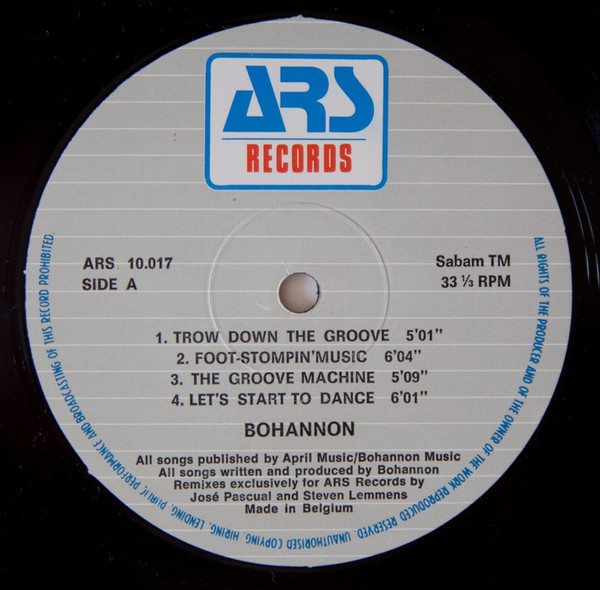 ARS
RECORDS
ARS 10.017
SIDE A
Sabam TM
33 ⅓ RPM
1. TROW DOWN THE GROOVE 5'01"
2. FOOT-STOMPIN'MUSIC 6'04"
3. THE GROOVE MACHINE 5'09"
4. LET'S START TO DANCE 6'01"
BOHANNON
All songs published by April Music/Bohannon Music
All songs written and produced by Bohannon
Remixes exclusively for ARS Records by
José Pascual and Steven Lemmens
Made in Belgium
ALL RIGHTS OF THE PRODUCER AND OF THE OWNER OF THE WORK REPRODUCED RESERVED. UNAUTHORISED COPYING, HIRING, LENDING, PUBLIC PERFORMANCE AND BROADCASTING OF THIS RECORD PROHIBITED.